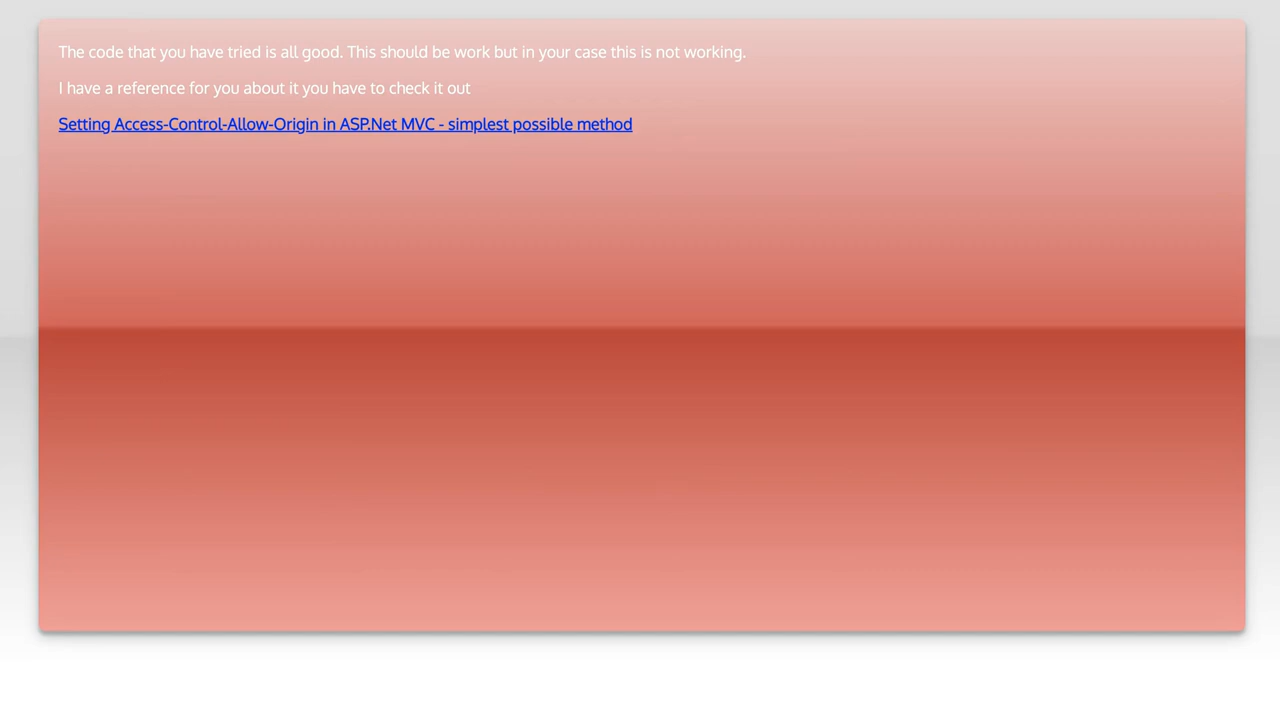 The code that you have tried is all good. This should be work but in your case this is not working.
I have a reference for you about it you have to check it out
Setting Access-Control-Allow-Origin in ASP.Net MVC - simplest possible method